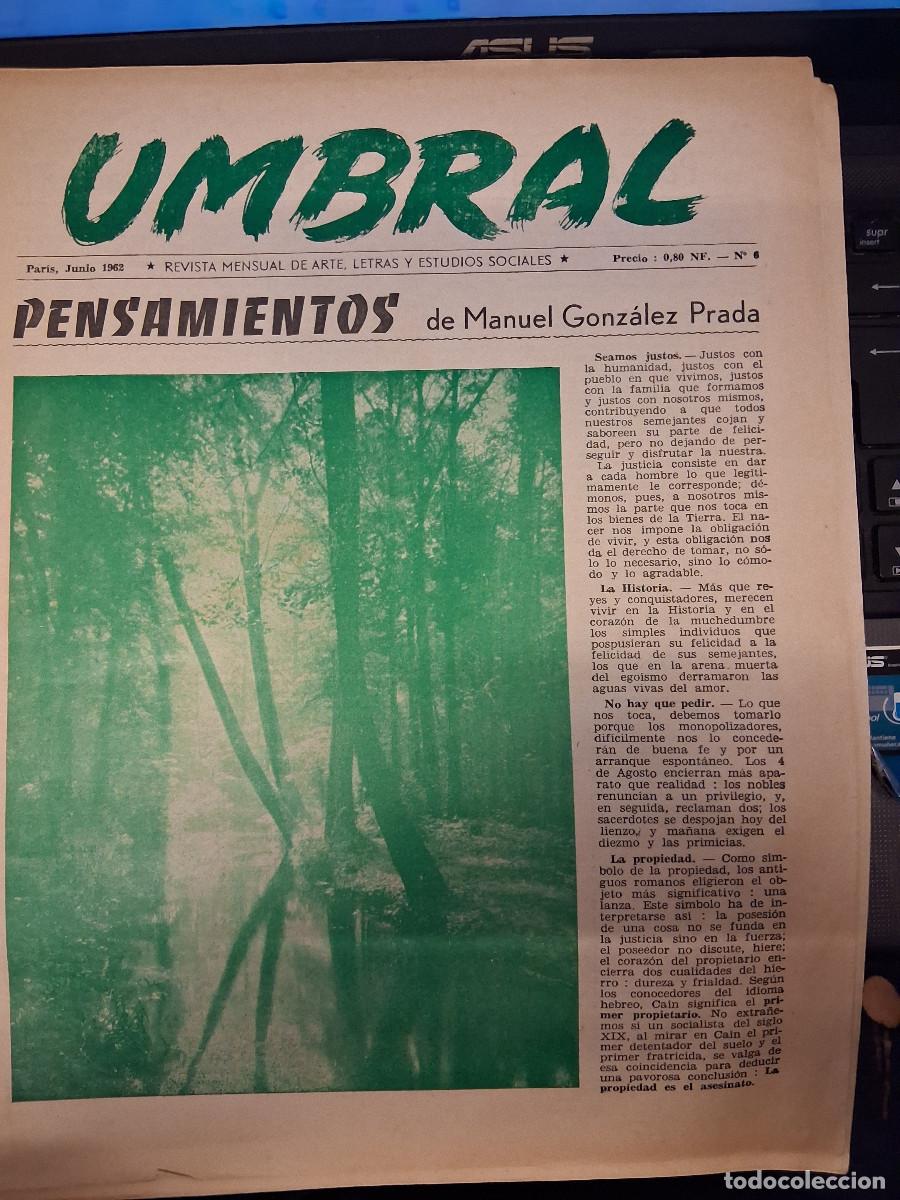 ASUS
UMBRAL
París, Junio 1962 ★ REVISTA MENSUAL DE ARTE, LETRAS Y ESTUDIOS SOCIALES ★ Precio : 0,80 NF. — Nº 6
PENSAMIENTOS de Manuel González Prada
Seamos justos. — Justos con
la humanidad, justos con el
pueblo en que vivimos, justos
con la familia que formamos
y justos con nosotros mismos,
contribuyendo a que todos
nuestros semejantes cojan y
saboreen su parte de felici-
dad, pero no dejando de per-
seguir y disfrutar la nuestra.
La justicia consiste en dar
a cada hombre lo que legíti-
mamente le corresponde; dé-
monos, pues, a nosotros mis-
mos la parte que nos toca en
los bienes de la Tierra. El na-
cer nos impone la obligación
de vivir, y esta obligación nos
da el derecho de tomar, no só-
lo lo necesario, sino lo cómo-
do y lo agradable.
La Historia. — Más que re-
yes y conquistadores, merecen
vivir en la Historia y en el
corazón de la muchedumbre
los simples individuos que
pospusieran su felicidad a la
felicidad de sus semejantes,
los que en la arena muerta
del egoismo derramaron las
aguas vivas del amor.
No hay que pedir. — Lo que
nos toca, debemos tomarlo
porque los monopolizadores,
dificilmente nos lo concede-
rán de buena fe y por un
arranque espontáneo. Los 4
de Agosto encierran más apa-
rato que realidad : los nobles
renuncian a un privilegio, y,
en seguida, reclaman dos; los
sacerdotes se despojan hoy del
lienzo, y mañana exigen el
diezmo y las primicias.
La propiedad. — Como sím-
bolo de la propiedad, los anti-
guos romanos eligieron el ob-
jeto más significativo : una
lanza. Este símbolo ha de in-
terpretarse así : la posesión
de una cosa no se funda en
la justicia sino en la fuerza;
el poseedor no discute, hiere;
el corazón del propietario en-
cierra dos cualidades del hie-
rro : dureza y frialdad. Según
los conocedores del idioma
hebreo, Caín significa el pri-
mer propietario. No extrañe-
mos si un socialista del siglo
XIX, al mirar en Caín el pri-
mer detentador del suelo y el
primer fratricida, se valga de
esa coincidencia para deducir
una pavorosa conclusión : La
propiedad es el asesinato.
supr
insert
todocoleccion